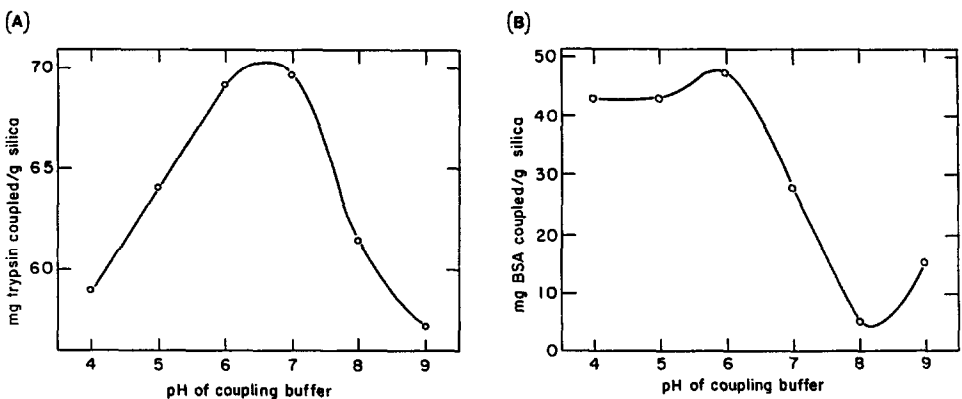 (A)
mg trypsin coupled/g silica
70
65
60
4 5 6 7 8 9
pH of coupling buffer
(B)
mg BSA coupled/g silica
50
40
30
20
10
0
4 5 6 7 8 9
pH of coupling buffer